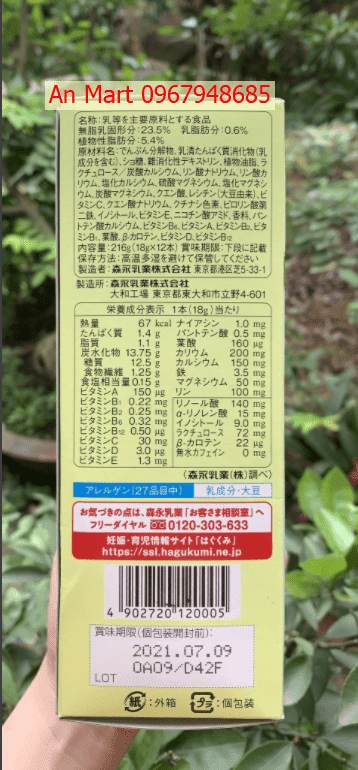 An Mart 0967948685
名称:乳等を主要原料とする食品
無脂乳固形分:23.5% 乳脂肪分:0.6%
植物性脂肪分:5.4%
原材料名:でんぷん分解物、乳清たんぱく質消化物(乳
成分を含む)、ショ糖、難消化性デキストリン、植物油脂、ラ
クチュロース/炭酸カルシウム、リン酸ナトリウム、リン酸カ
リウム、塩化カルシウム、硫酸マグネシウム、塩化マグネシ
ウム、炭酸マグネシウム、クエン酸、レシチン(大豆由来)、ビ
タミンC、クエン酸ナトリウム、クチナシ色素、ピロリン酸第
二鉄、イノシトール、ビタミンE、ニコチン酸アミド、香料、パン
トテン酸カルシウム、ビタミンB6、ビタミンA、ビタミンB2、ビタ
ミンB1、葉酸、β-カロテン、ビタミンD、ビタミンB12
内容量:216g(18g×12本) 賞味期限:下段に記載
保存方法:高温多湿を避けて保管してください
製造者:森永乳業株式会社 東京都港区芝5-33-1
製造所:森永乳業株式会社
大和工場 東京都東大和市立野4-601
栄養成分表示 1本(18g)当たり
熱量 67 kcal ナイアシン 1.0 mg
たんぱく質 1.4 g パントテン酸 0.5 mg
脂質 1.1 g 葉酸 160 μg
炭水化物 13.75 g カリウム 200 mg
糖質 12.5 g カルシウム 150 mg
食物繊維 1.25 g 鉄 3.5 mg
食塩相当量 0.15 g マグネシウム 50 mg
ビタミンA 150 μg リン 100 mg
ビタミンB1 0.22 mg リノール酸 140 mg
ビタミンB2 0.25 mg α-リノレン酸 15 mg
ビタミンB6 0.32 mg イノシトール 9.0 mg
ビタミンB12 0.50 μg ラクチュロース 72 mg
ビタミンC 30 mg β-カロテン 22 μg
ビタミンD 3.0 μg 無水カフェイン 0 mg
ビタミンE 1.3 mg
(森永乳業(株)調べ)
アレルゲン(27品目中) 乳成分・大豆
お気づきの点は、森永乳業「お客さま相談室」へ
フリーダイヤル 0120-303-633
妊娠・育児情報サイト「はぐくみ」
https://ssl.hagukumi.ne.jp
4 902720 120005
賞味期限(個包装開封前):
2021.07.09
0A09/D42F
LOT
紙:外箱 プラ:個包装